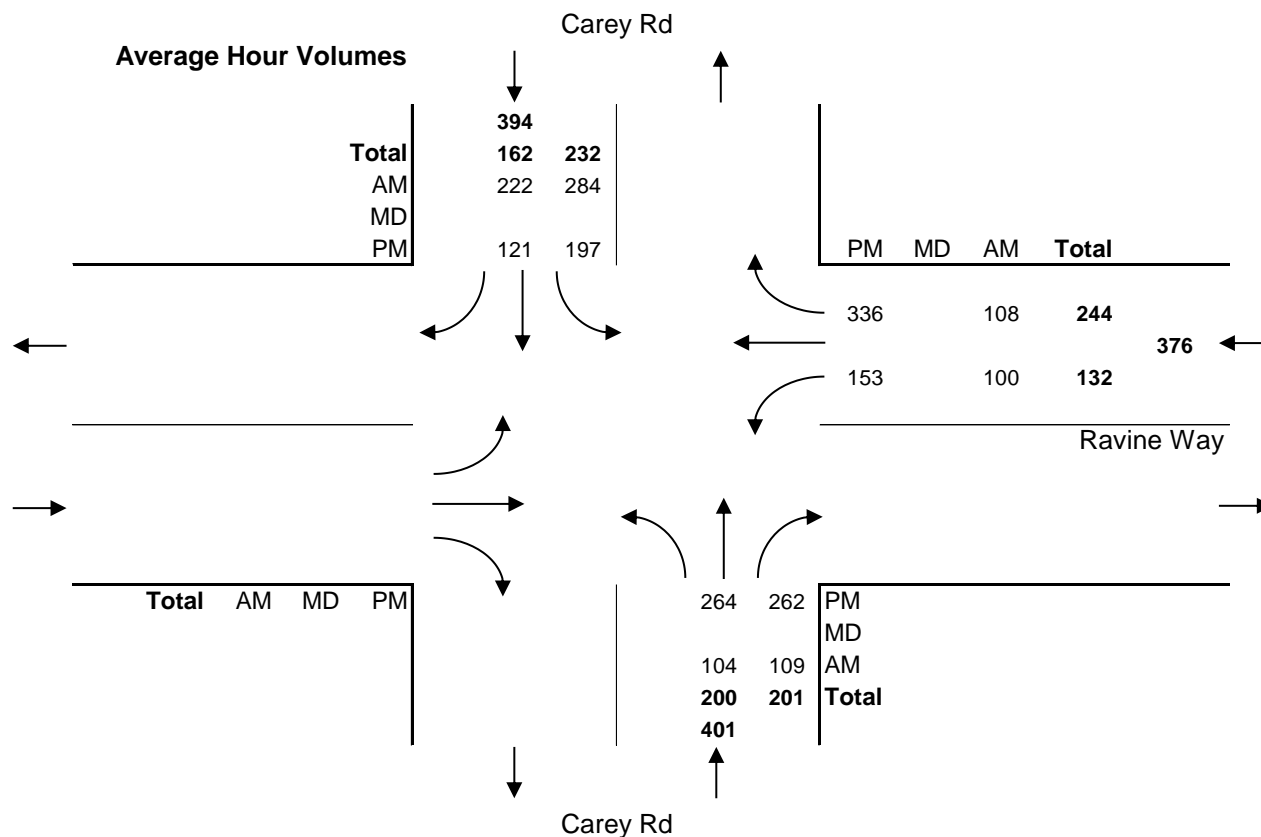 Carey Rd
Average Hour Volumes
394
Total 162 232
AM 222 284
MD
PM 121 197
PM MD AM Total
336 108 244
376
153 100 132
Ravine Way
Total AM MD PM
264 262 PM
MD
104 109 AM
200 201 Total
401
Carey Rd